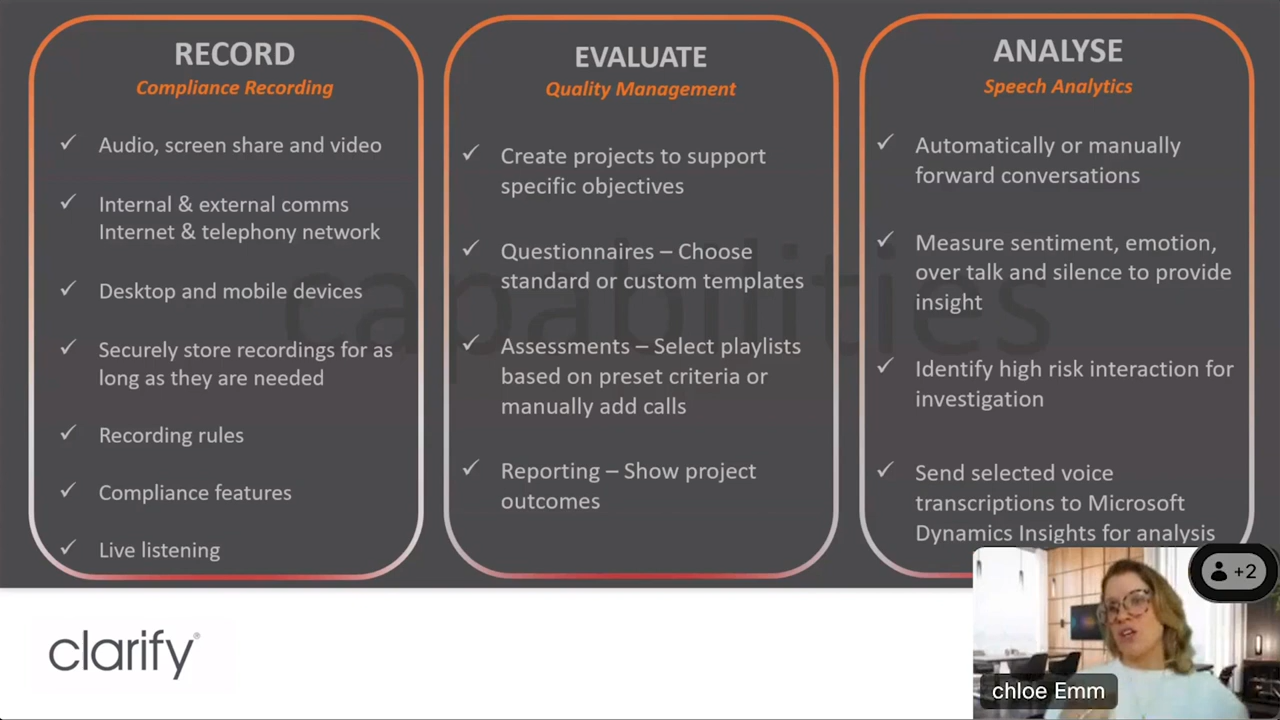 RECORD
Compliance Recording
✓ Audio, screen share and video
✓ Internal & external comms
Internet & telephony network
✓ Desktop and mobile devices
✓ Securely store recordings for as
long as they are needed
✓ Recording rules
✓ Compliance features
✓ Live listening
EVALUATE
Quality Management
✓ Create projects to support
specific objectives
✓ Questionnaires – Choose
standard or custom templates
✓ Assessments – Select playlists
based on preset criteria or
manually add calls
✓ Reporting – Show project
outcomes
ANALYSE
Speech Analytics
✓ Automatically or manually
forward conversations
✓ Measure sentiment, emotion,
over talk and silence to provide
insight
✓ Identify high risk interaction for
investigation
✓ Send selected voice
transcriptions to Microsoft
Dynamics Insights for analysis
capabilities
clarify®
+2
chloe Emm